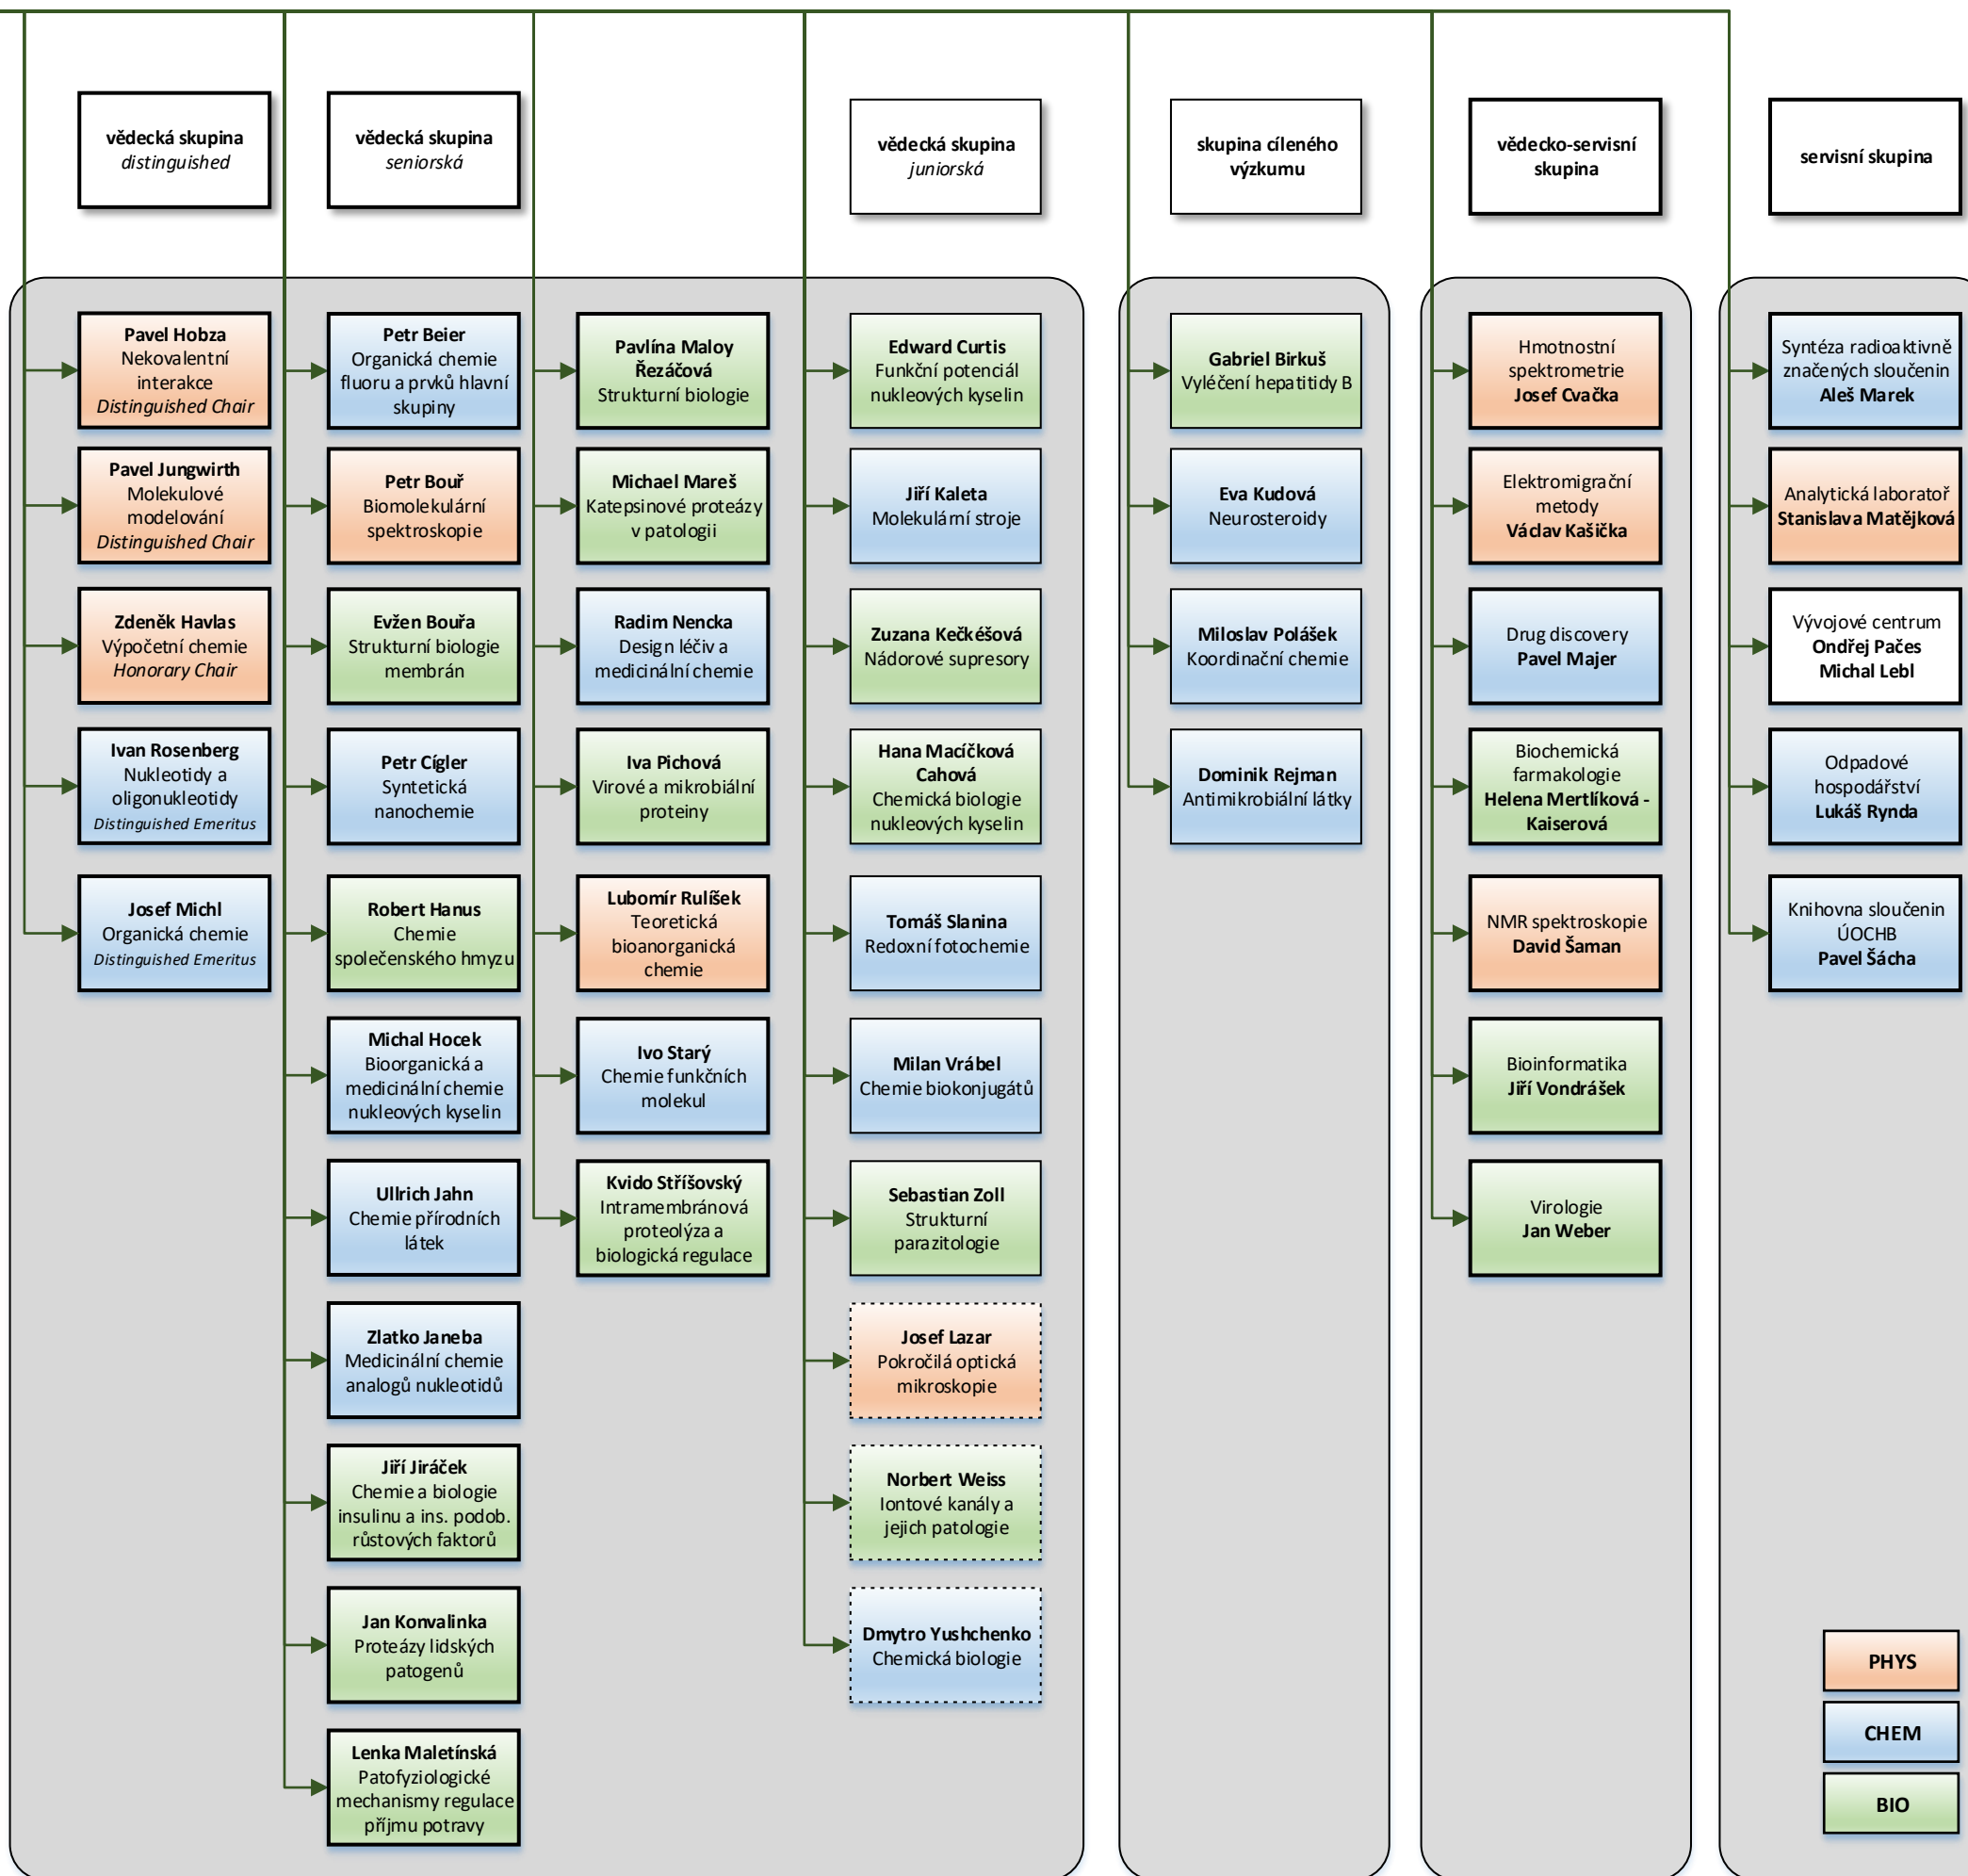 vědecká skupina
distinguished
vědecká skupina
seniorská
vědecká skupina
juniorská
skupina cíleného
výzkumu
vědecko-servisní
skupina
servisní skupina
Pavel Hobza
Nekovalentní
interakce
Distinguished Chair
Pavel Jungwirth
Molekulové
modelování
Distinguished Chair
Zdeněk Havlas
Výpočetní chemie
Honorary Chair
Ivan Rosenberg
Nukleotidy a
oligonukleotidy
Distinguished Emeritus
Josef Michl
Organická chemie
Distinguished Emeritus
Petr Beier
Organická chemie
fluoru a prvků hlavní
skupiny
Petr Bouř
Biomolekulární
spektroskopie
Evžen Bouřa
Strukturní biologie
membrán
Petr Cígler
Syntetická
nanochemie
Robert Hanus
Chemie
společenského hmyzu
Michal Hocek
Bioorganická a
medicinální chemie
nukleových kyselin
Ullrich Jahn
Chemie přírodních
látek
Zlatko Janeba
Medicinální chemie
analogů nukleotidů
Jiří Jiráček
Chemie a biologie
insulinu a ins. podob.
růstových faktorů
Jan Konvalinka
Proteázy lidských
patogenů
Lenka Maletínská
Patofyziologické
mechanismy regulace
příjmu potravy
Pavlína Maloy
Řezáčová
Strukturní biologie
Michael Mareš
Katepsinové proteázy
v patologii
Radim Nencka
Design léčiv a
medicinální chemie
Iva Pichová
Virové a mikrobiální
proteiny
Lubomír Rulíšek
Teoretická
bioanorganická
chemie
Ivo Starý
Chemie funkčních
molekul
Kvido Stříšovský
Intramembránová
proteolýza a
biologická regulace
Edward Curtis
Funkční potenciál
nukleových kyselin
Jiří Kaleta
Molekulární stroje
Zuzana Kečkéšová
Nádorové supresory
Hana Macíčková
Cahová
Chemická biologie
nukleových kyselin
Tomáš Slanina
Redoxní fotochemie
Milan Vrábel
Chemie biokonjugátů
Sebastian Zoll
Strukturní
parazitologie
Josef Lazar
Pokročilá optická
mikroskopie
Norbert Weiss
Iontové kanály a
jejich patologie
Dmytro Yushchenko
Chemická biologie
Gabriel Birkuš
Vyléčení hepatitidy B
Eva Kudová
Neurosteroidy
Miloslav Polášek
Koordinační chemie
Dominik Rejman
Antimikrobiální látky
Hmotnostní
spektrometrie
Josef Cvačka
Elektromigrační
metody
Václav Kašička
Drug discovery
Pavel Majer
Biochemická
farmakologie
Helena Mertlíková -
Kaiserová
NMR spektroskopie
David Šaman
Bioinformatika
Jiří Vondrášek
Virologie
Jan Weber
Syntéza radioaktivně
značených sloučenin
Aleš Marek
Analytická laboratoř
Stanislava Matějková
Vývojové centrum
Ondřej Pačes
Michal Lebl
Odpadové
hospodářství
Lukáš Rynda
Knihovna sloučenin
ÚOCHB
Pavel Šácha
PHYS
CHEM
BIO